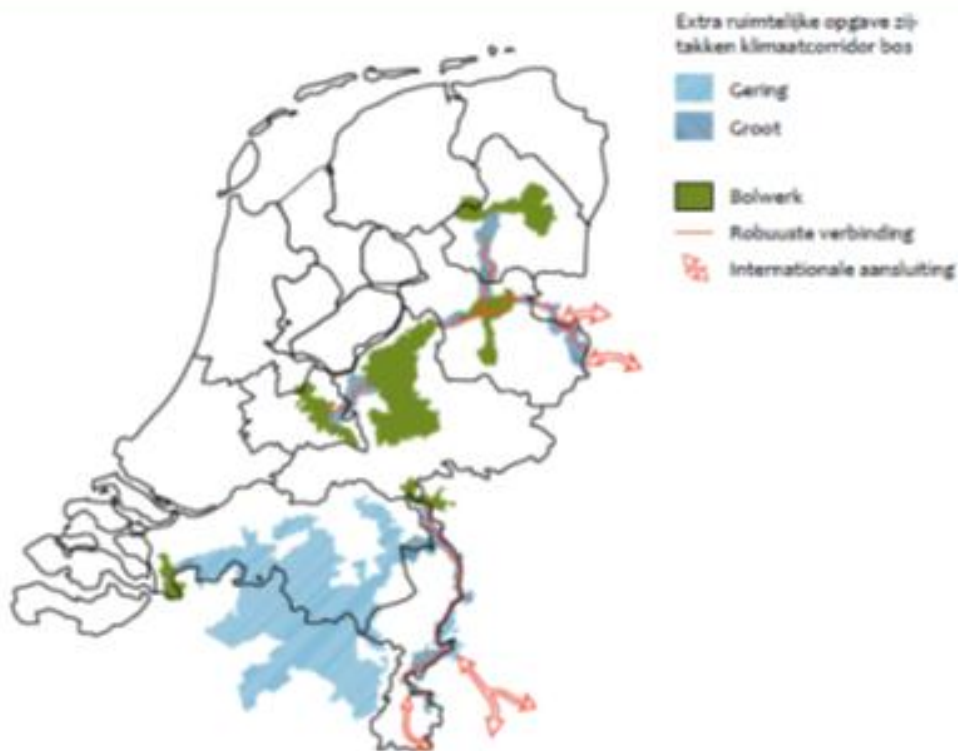 Extra ruimtelijke opgave zij-
takken klimaatcorridor bos
Gering
Groot
Bolwerk
Robuuste verbinding
Internationale aansluiting